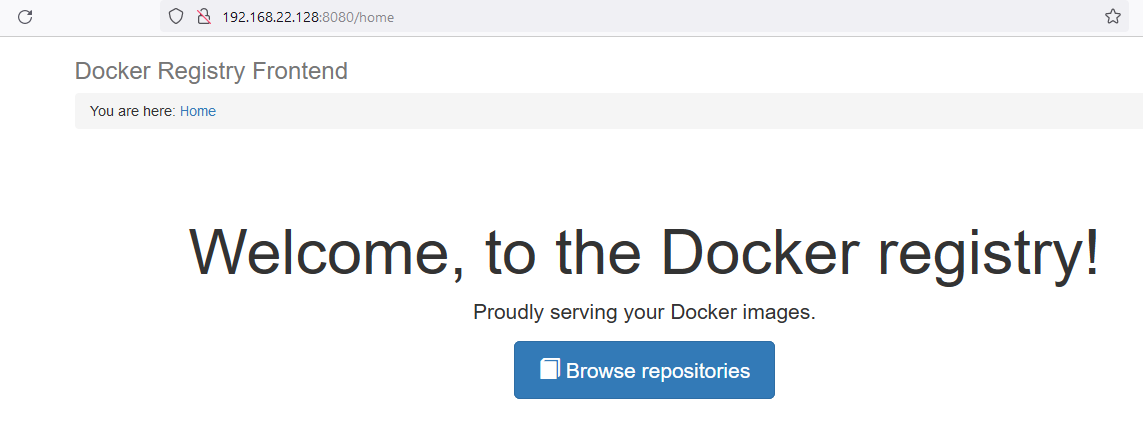 192.168.22.128:8080/home
Docker Registry Frontend
You are here: Home
Welcome, to the Docker registry!
Proudly serving your Docker images.
Browse repositories